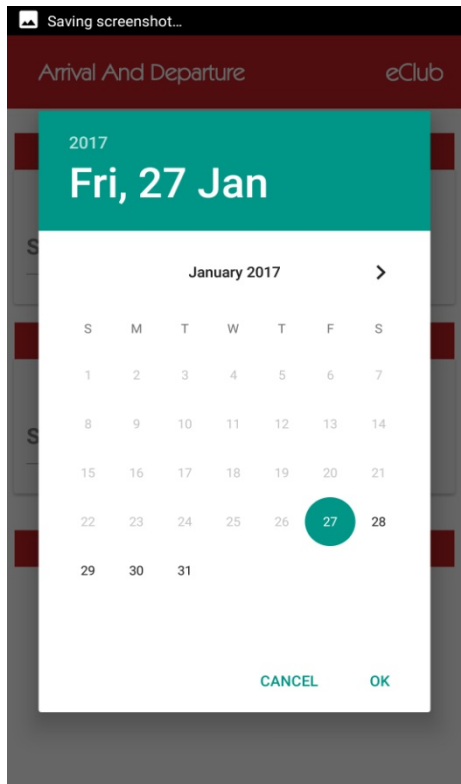 Saving screenshot...
Arrival And Departure eClub
2017
Fri, 27 Jan
January 2017
S M T W T F S
1 2 3 4 5 6 7
8 9 10 11 12 13 14
15 16 17 18 19 20 21
22 23 24 25 26 27 28
29 30 31
S
S
CANCEL OK